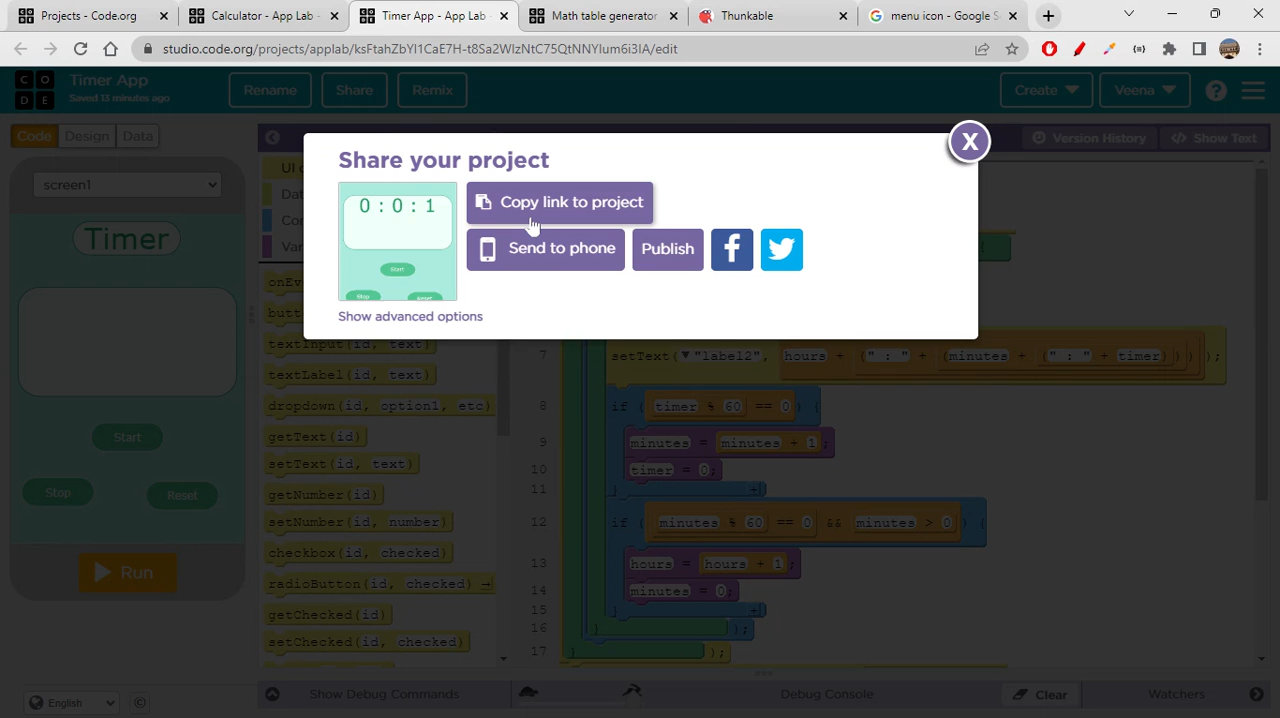 Projects - Code.org
Calculator - App Lab -
Timer App - App Lab -
Math table generator
Thunkable
menu icon - Google S
studio.code.org/projects/applab/ksFtahZbYI1CaE7H-t8Sa2WlzNtC75QtNNYIum6i3IA/edit
C O
D E
Timer App
Saved 13 minutes ago
Rename
Share
Remix
Create
Veena
Code
Design
Data
Version History
Show Text
Share your project
X
0 : 0 : 1
Start
Stop
Reset
Copy link to project
Send to phone
Publish
Show advanced options
screen1
Timer
Start
Stop
Reset
Run
UI
textInput(id, text)
textLabel(id, text)
dropdown(id, option1, etc)
getText(id)
setText(id, text)
getNumber(id)
setNumber(id, number)
checkbox(id, checked)
radioButton(id, checked)
getChecked(id)
setChecked(id, checked)
7 setText( "label2", hours + (" : " + (minutes + (" : " + timer) ) ) );
8 if ( timer % 60 == 0 ) {
9 minutes = minutes + 1;
10 timer = 0;
11 }
12 if ( minutes % 60 == 0 && minutes > 0 ) {
13 hours = hours + 1;
14 minutes = 0;
15 }
16 } );
17 } );
English
Show Debug Commands
Debug Console
Clear
Watchers